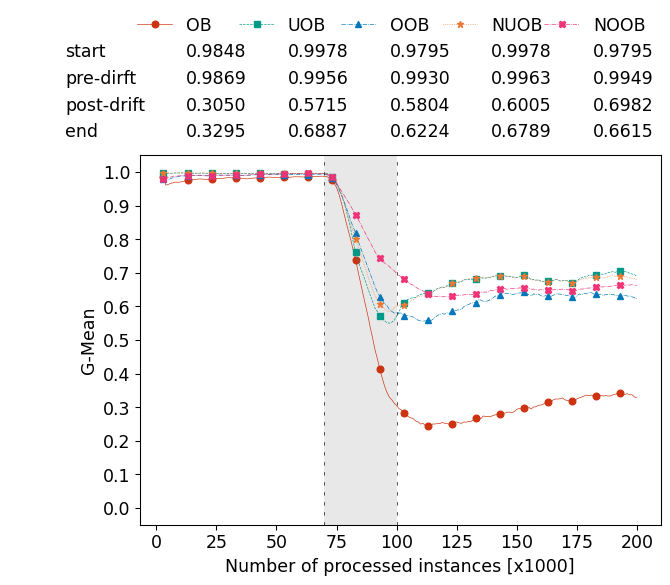 OB UOB OOB NUOB NOOB
start 0.9848 0.9978 0.9795 0.9978 0.9795
pre-dirft 0.9869 0.9956 0.9930 0.9963 0.9949
post-drift 0.3050 0.5715 0.5804 0.6005 0.6982
end 0.3295 0.6887 0.6224 0.6789 0.6615
1.0
0.9
0.8
0.7
0.6
0.5
0.4
0.3
0.2
0.1
0.0
G-Mean
0 25 50 75 100 125 150 175 200
Number of processed instances [x1000]